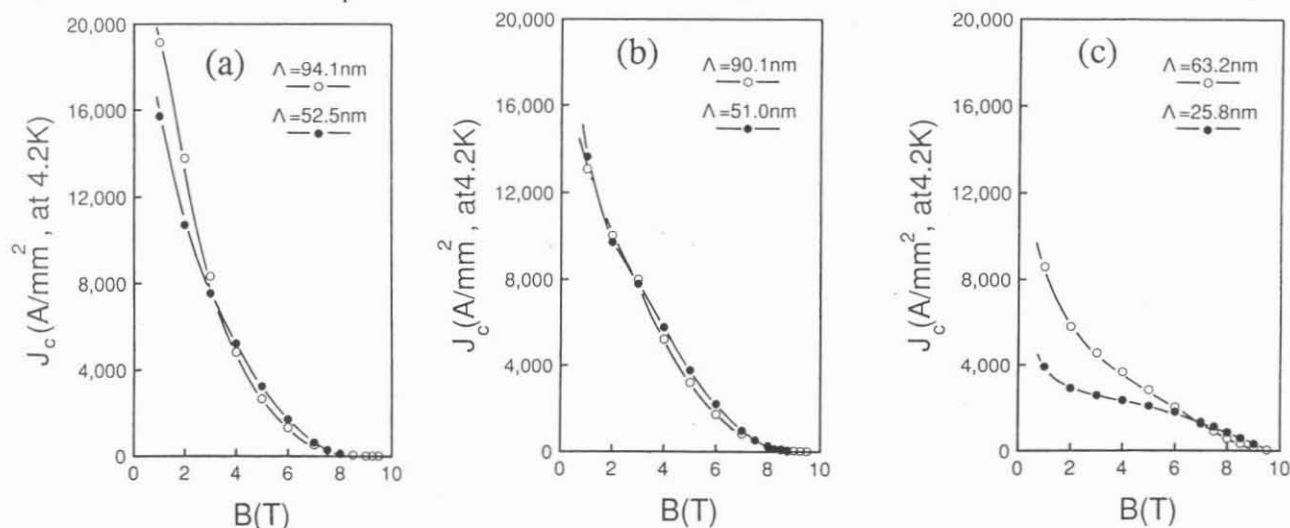 (a)
Λ=94.1nm
Λ=52.5nm
20,000
16,000
12,000
8,000
4,000
0
0 2 4 6 8 10
B(T)
J_c(A/mm², at 4.2K)
(b)
Λ=90.1nm
Λ=51.0nm
20,000
16,000
12,000
8,000
4,000
0
0 2 4 6 8 10
B(T)
J_c(A/mm², at4.2K)
(c)
Λ=63.2nm
Λ=25.8nm
20,000
16,000
12,000
8,000
4,000
0
0 2 4 6 8 10
B(T)
J_c(A/mm², at4.2K)